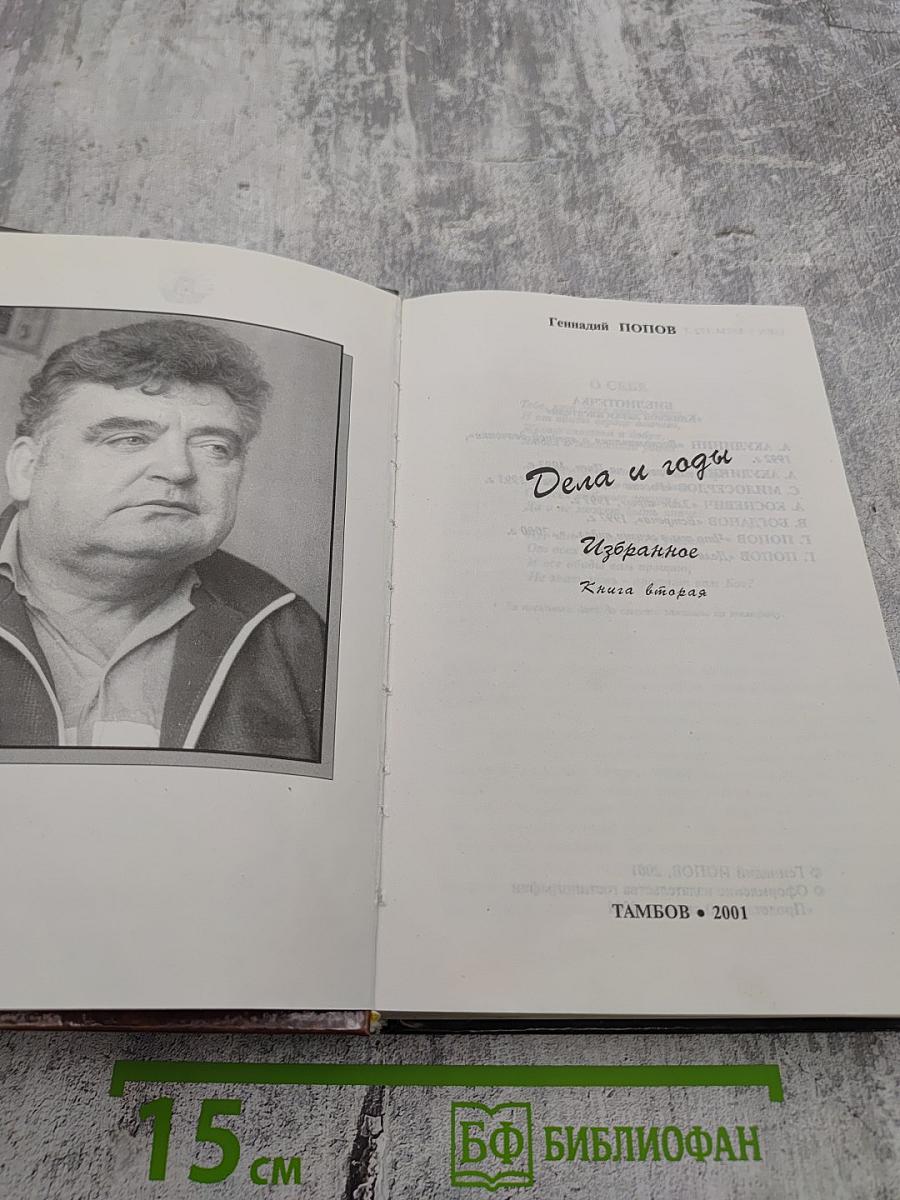 Геннадий ПОПОВ
Дела и годы
Избранное
Книга вторая
ТАМБОВ • 2001
15 см
БФ БИБЛИОФАН